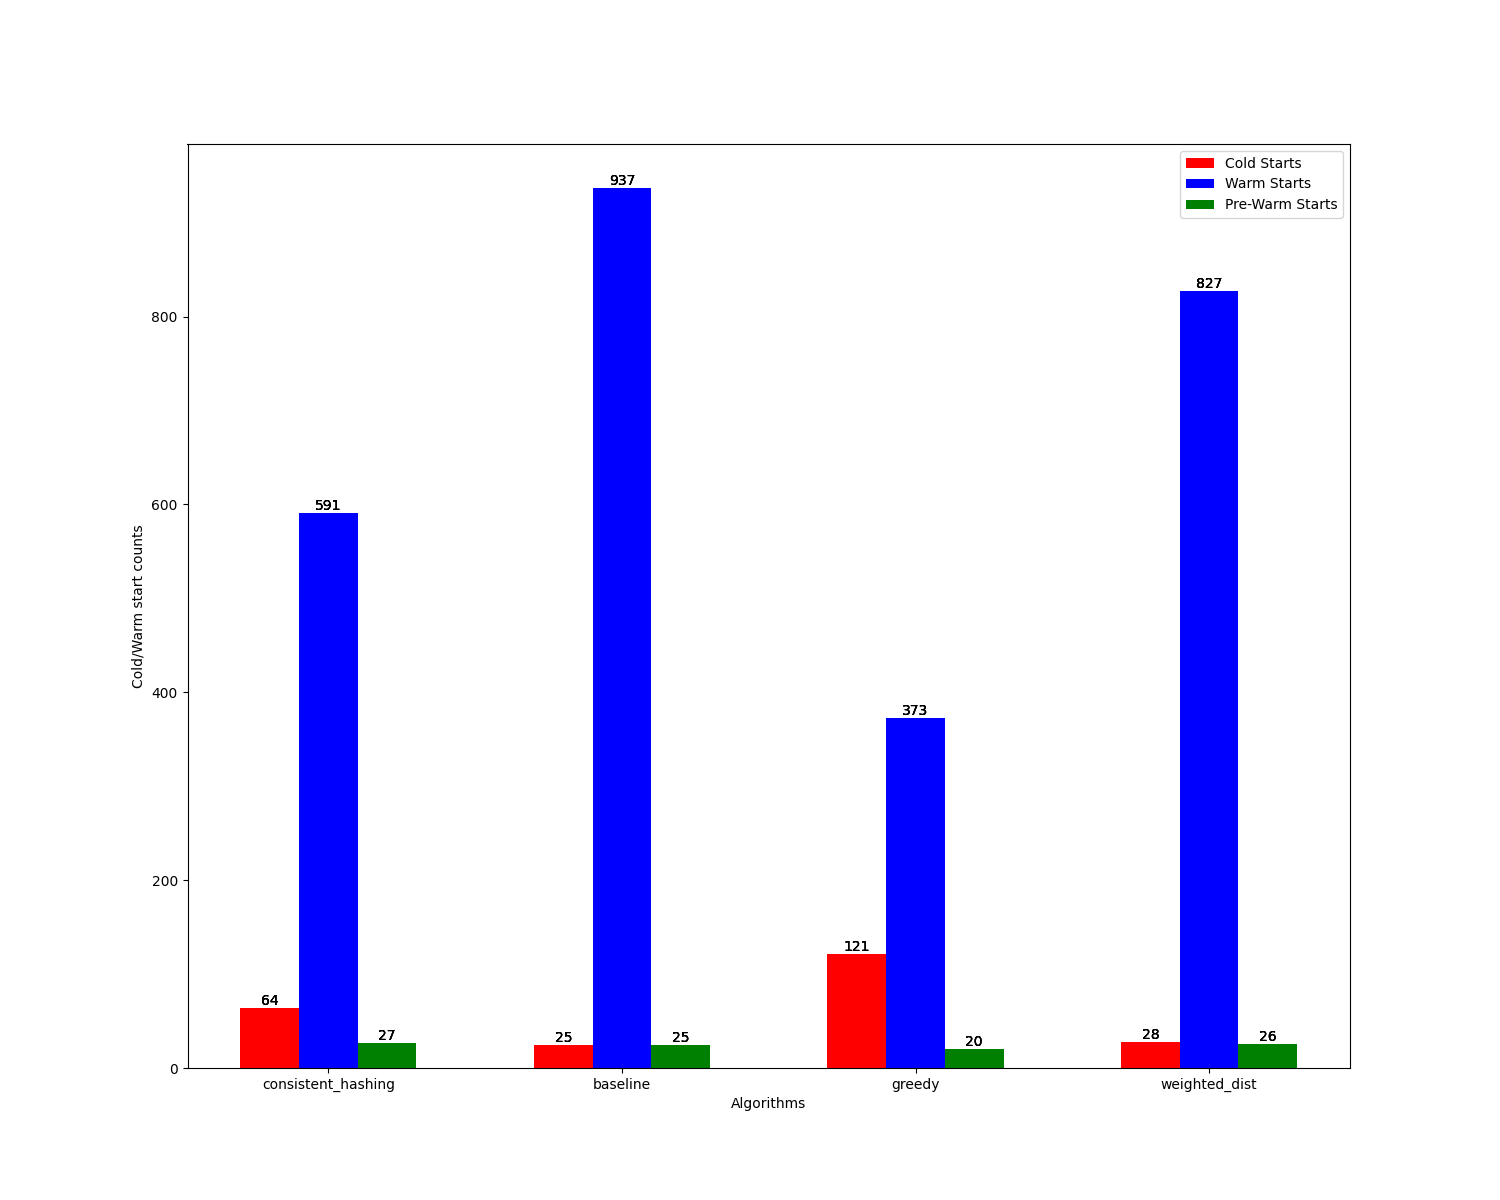 Cold Starts
Warm Starts
Pre-Warm Starts
937
827
800
591
600
Cold/Warm start counts
400
373
200
121
64
27
25
25
20
28
26
0
consistent_hashing
baseline
greedy
weighted_dist
Algorithms